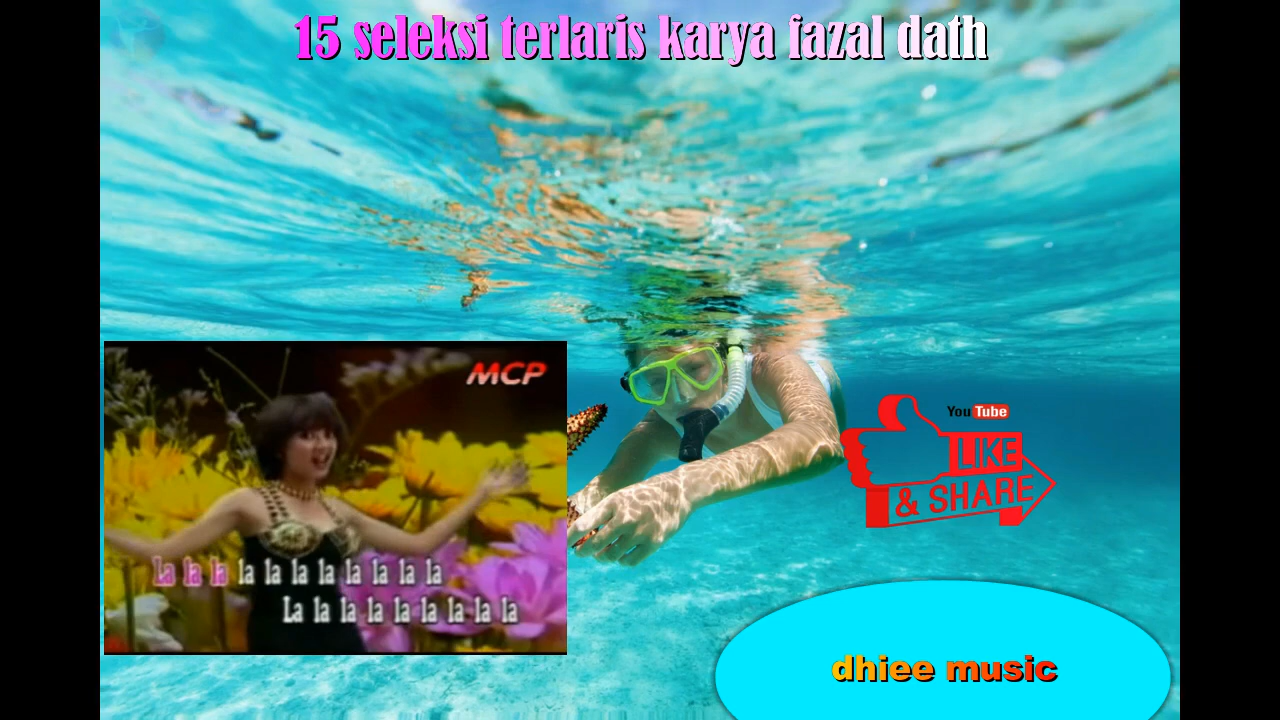 15 seleksi terlaris karya fazal dath
MCP
La la la la la la la la la la la
La la la la la la la la la
You Tube
LIKE
& SHARE
dhiee music